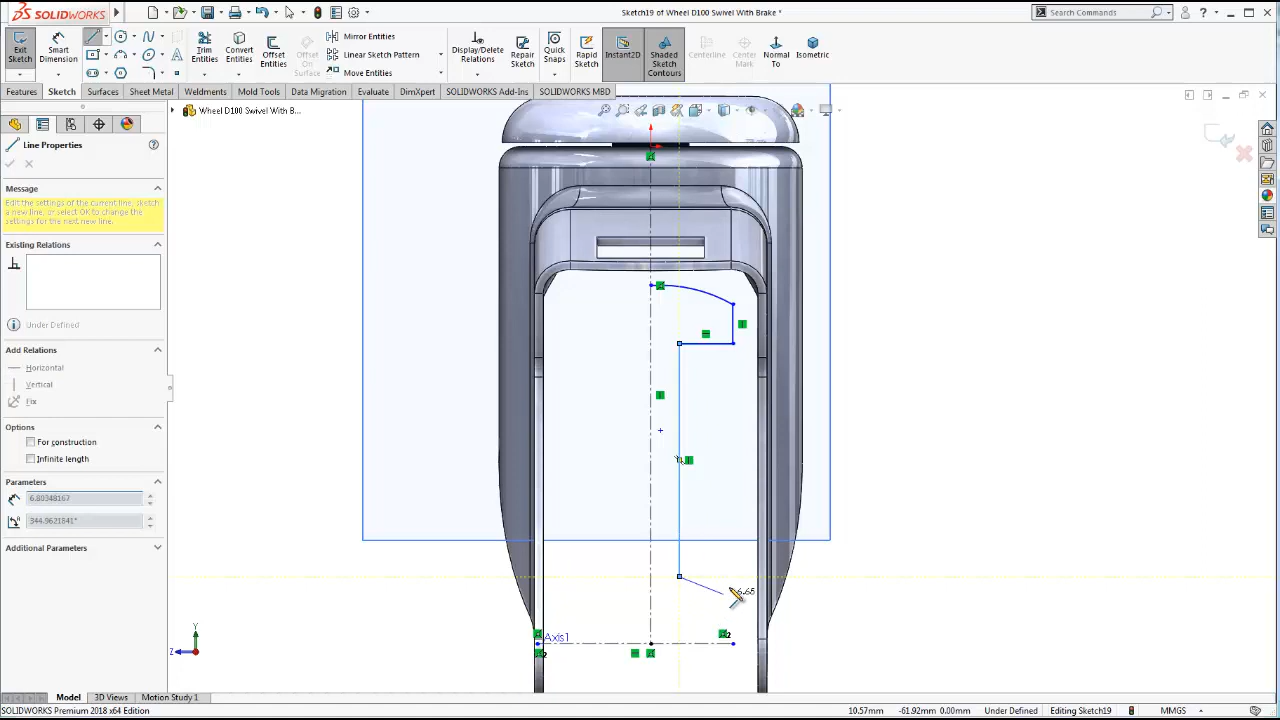 SOLIDWORKS
Sketch19 of Wheel D100 Swivel With Brake *
Search Commands
Exit Sketch
Smart Dimension
Trim Entities
Convert Entities
Offset Entities
Offset On Surface
Mirror Entities
Linear Sketch Pattern
Move Entities
Display/Delete Relations
Repair Sketch
Quick Snaps
Rapid Sketch
Instant2D
Shaded Sketch Contours
Centerline
Center Mark
Normal To
Isometric
Features
Sketch
Surfaces
Sheet Metal
Weldments
Mold Tools
Data Migration
Evaluate
DimXpert
SOLIDWORKS Add-Ins
SOLIDWORKS MBD
Wheel D100 Swivel With B...
Line Properties
Message
Edit the settings of the current line, sketch
a new line, or select OK to change the
settings for the next new line.
Existing Relations
Under Defined
Add Relations
Horizontal
Vertical
Fix
Options
For construction
Infinite length
Parameters
6.80348167
344.9621841°
Additional Parameters
6.65
Axis1
2
2
Y
Z
Model
3D Views
Motion Study 1
SOLIDWORKS Premium 2018 x64 Edition
10.57mm
-61.92mm
0.00mm
Under Defined
Editing Sketch19
MMGS